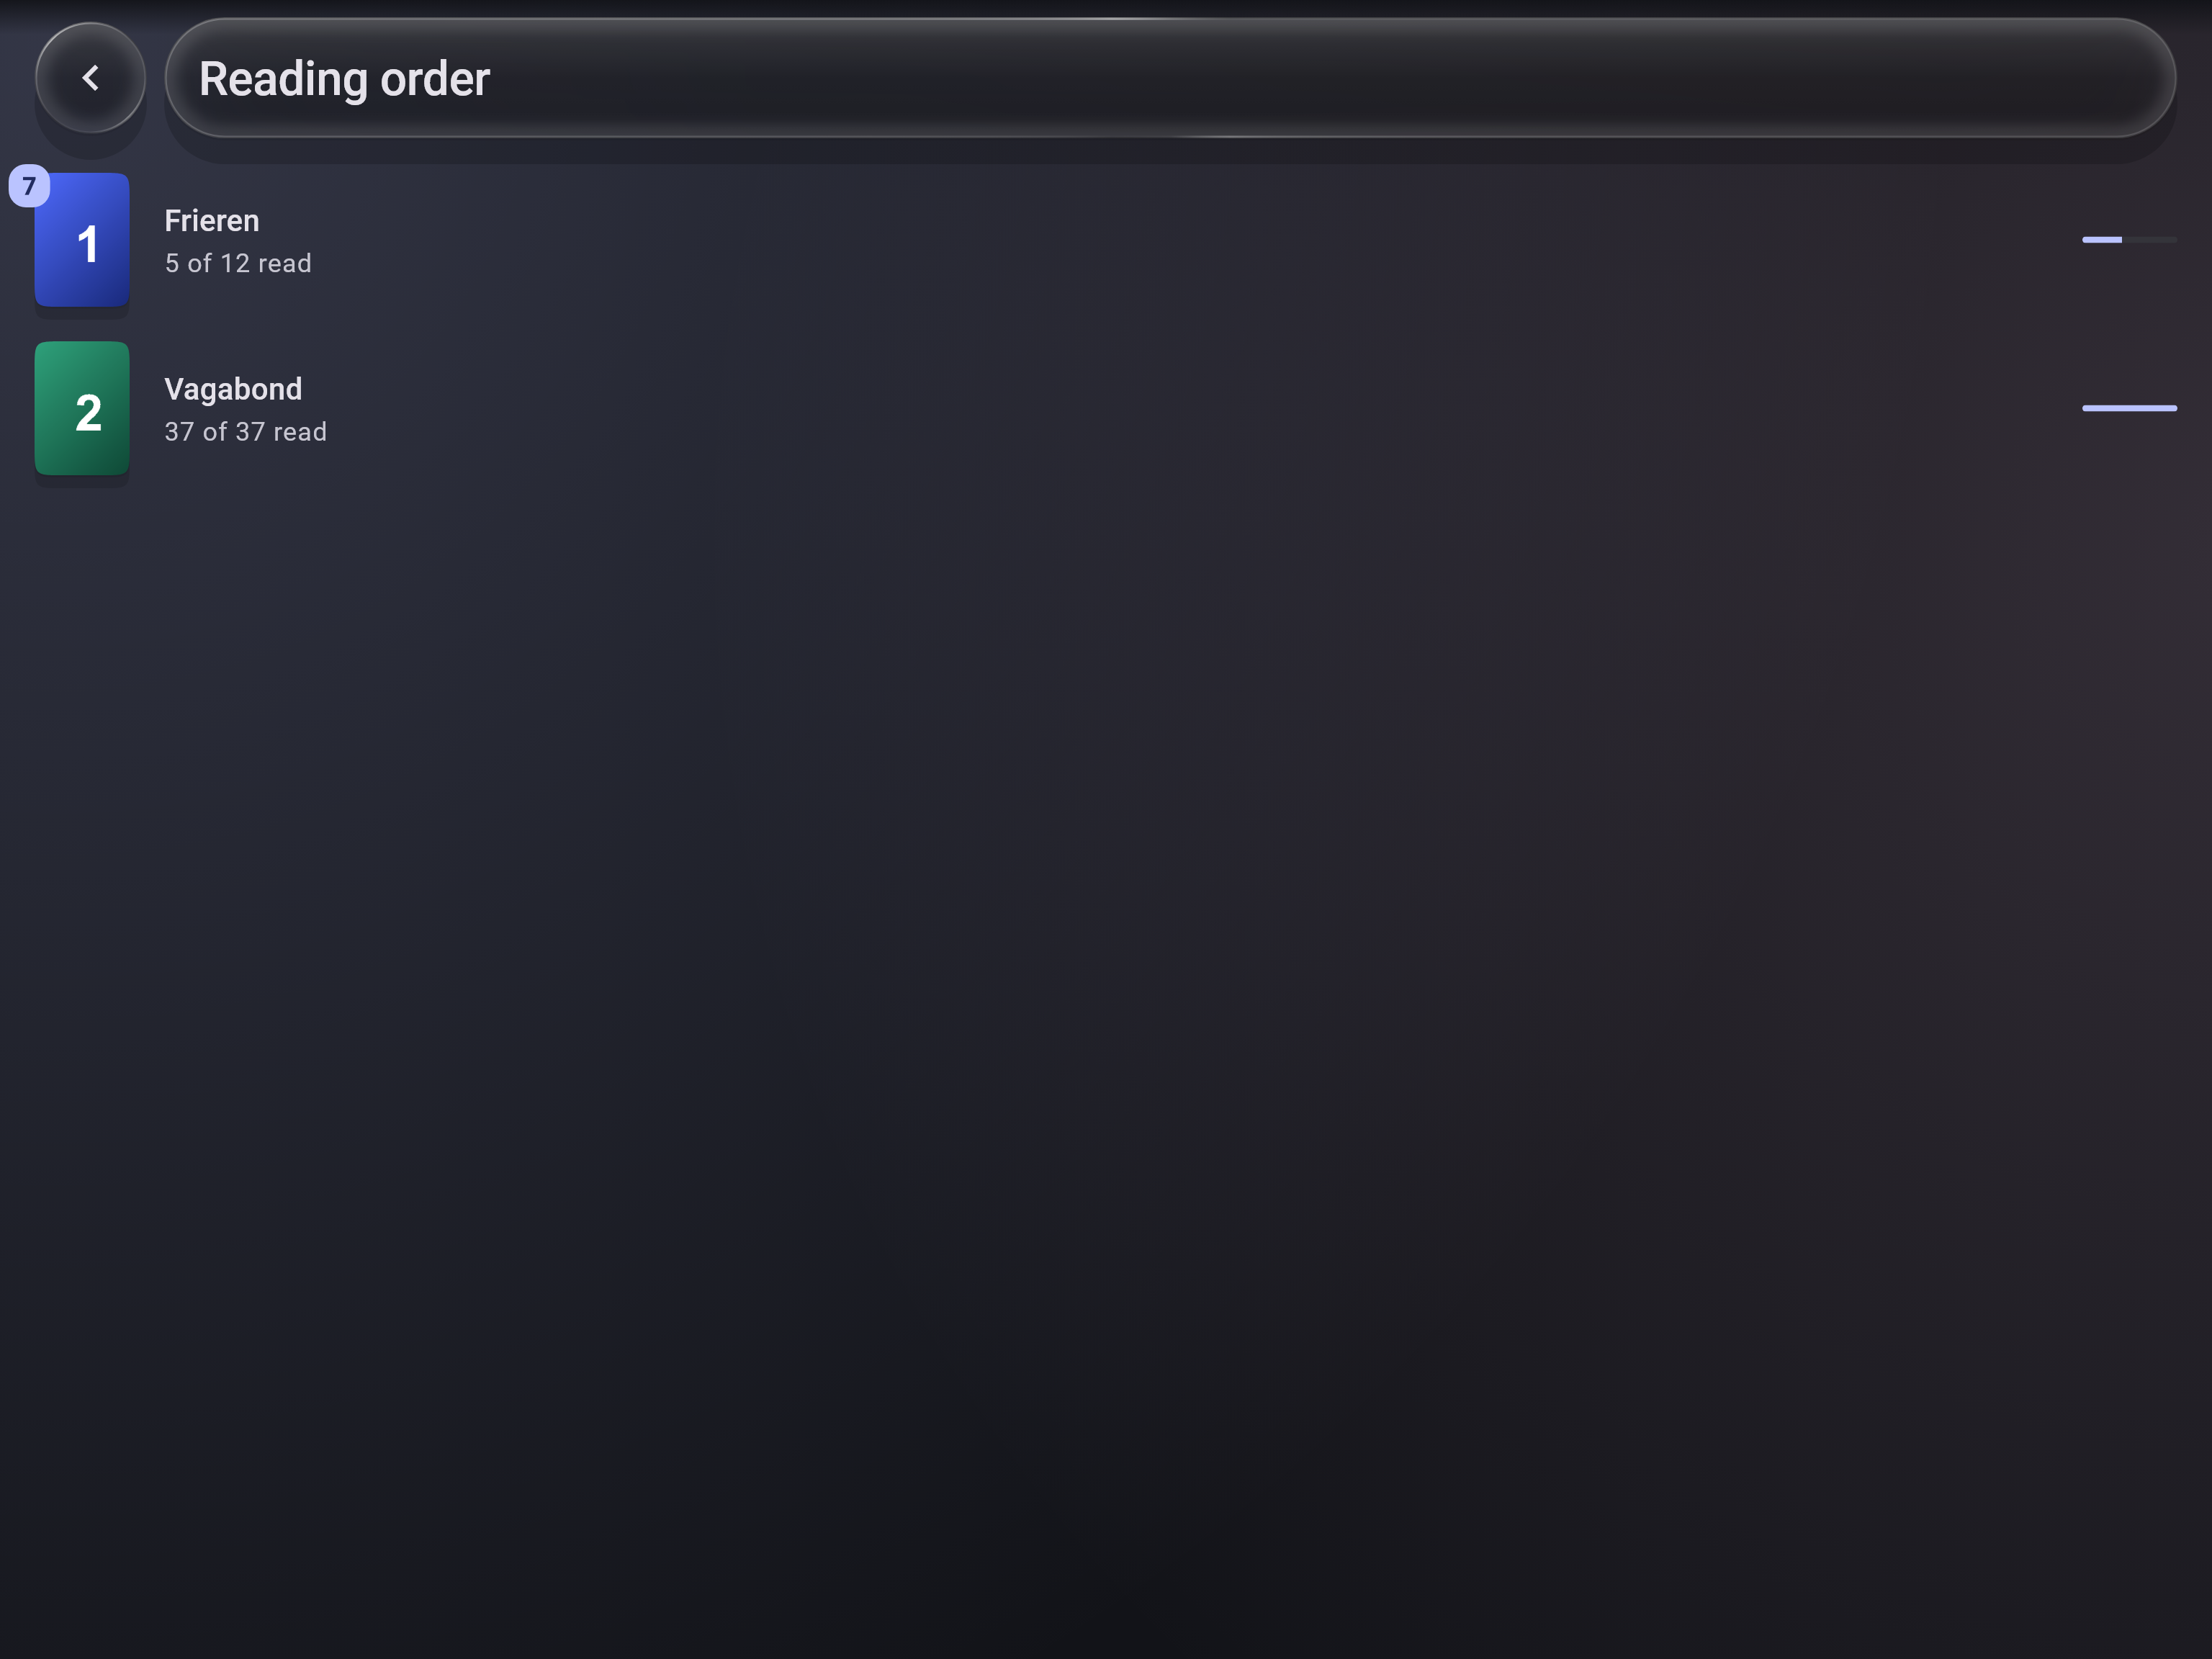 Reading order
7
1
Frieren
5 of 12 read
2
Vagabond
37 of 37 read